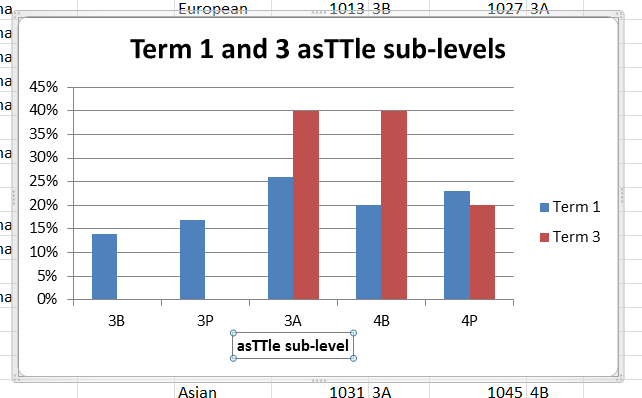 European 1013 3B 1027 3A
Term 1 and 3 asTTle sub-levels
45%
40%
35%
30%
25%
20%
15%
10%
5%
0%
3B 3P 3A 4B 4P
Term 1
Term 3
asTTle sub-level
Asian 1031 3A 1045 4B